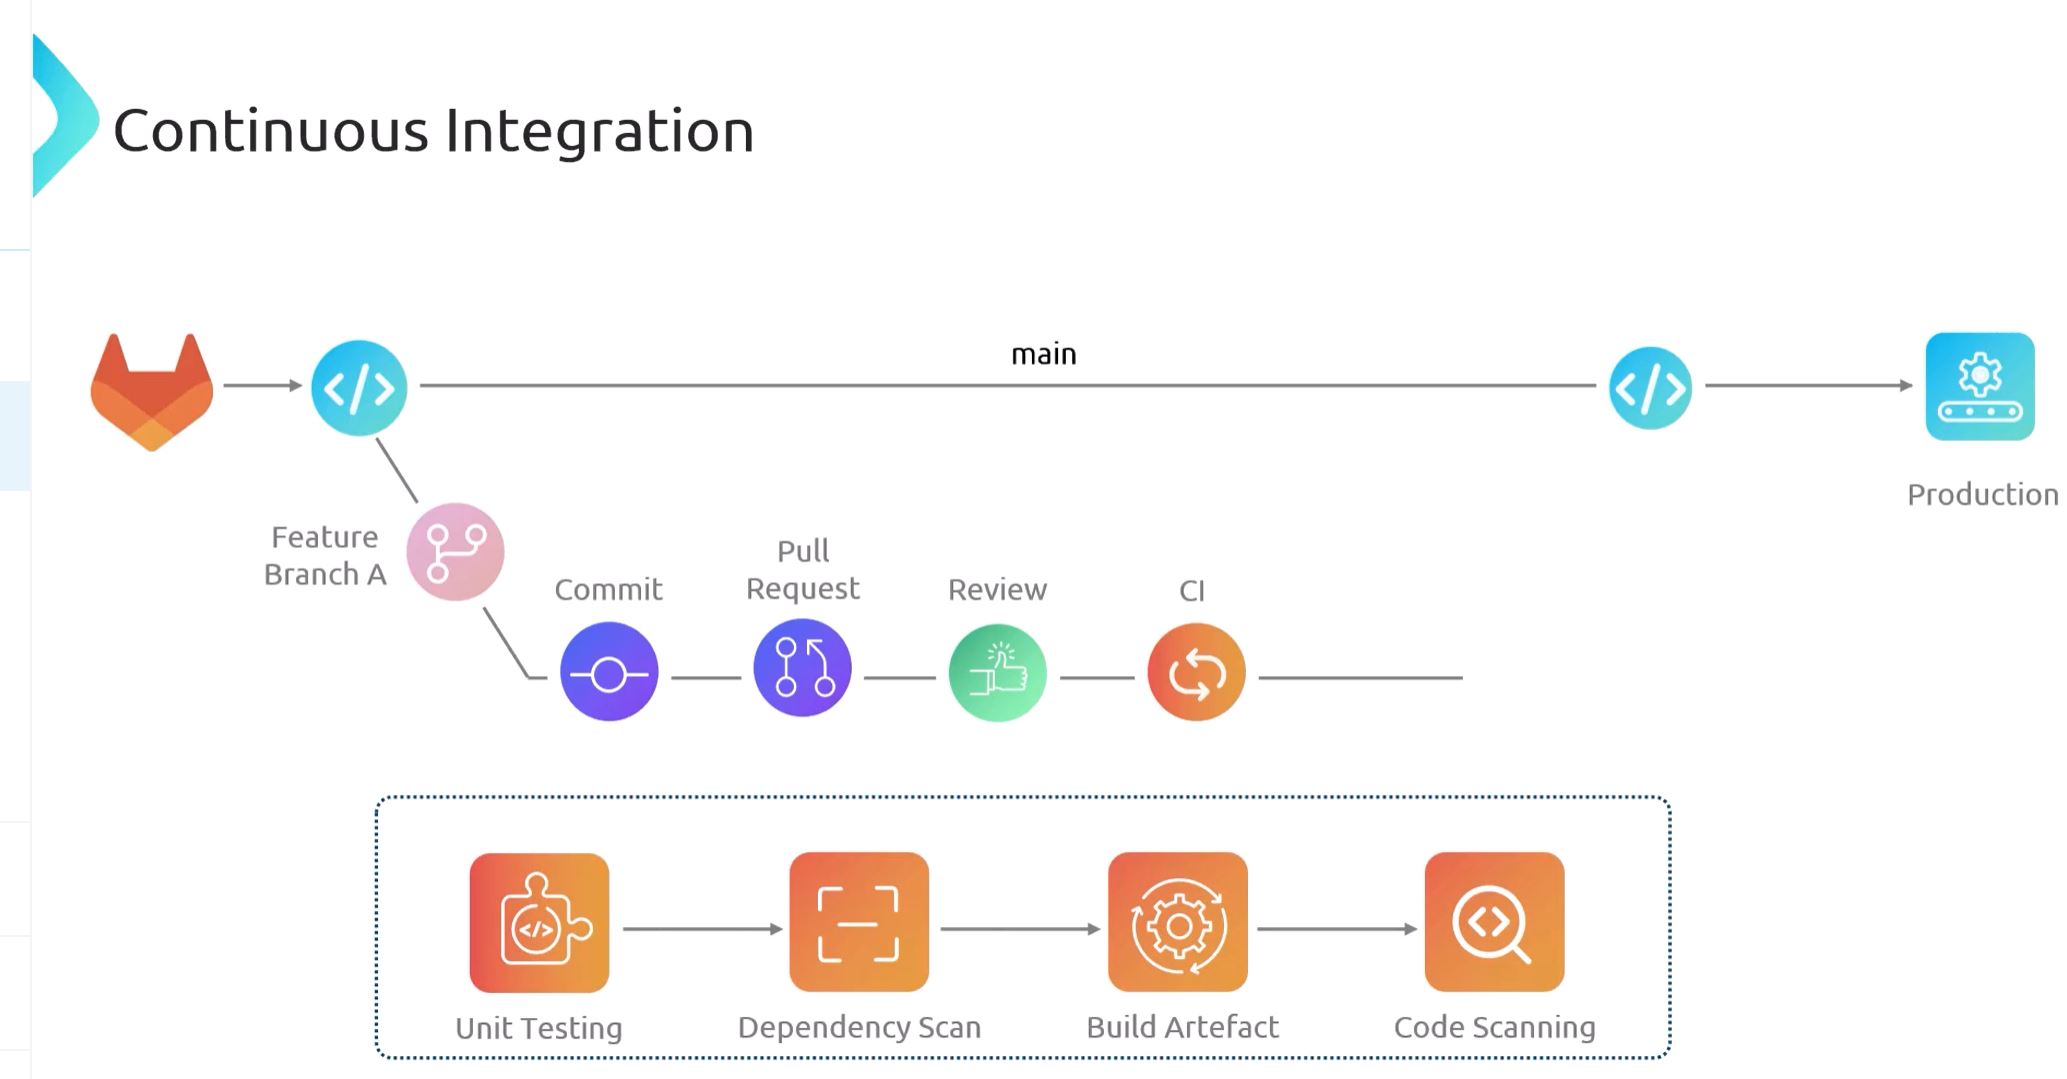 Continuous Integration
main
Production
Feature
Branch A
Commit
Pull
Request
Review
CI
Unit Testing
Dependency Scan
Build Artefact
Code Scanning